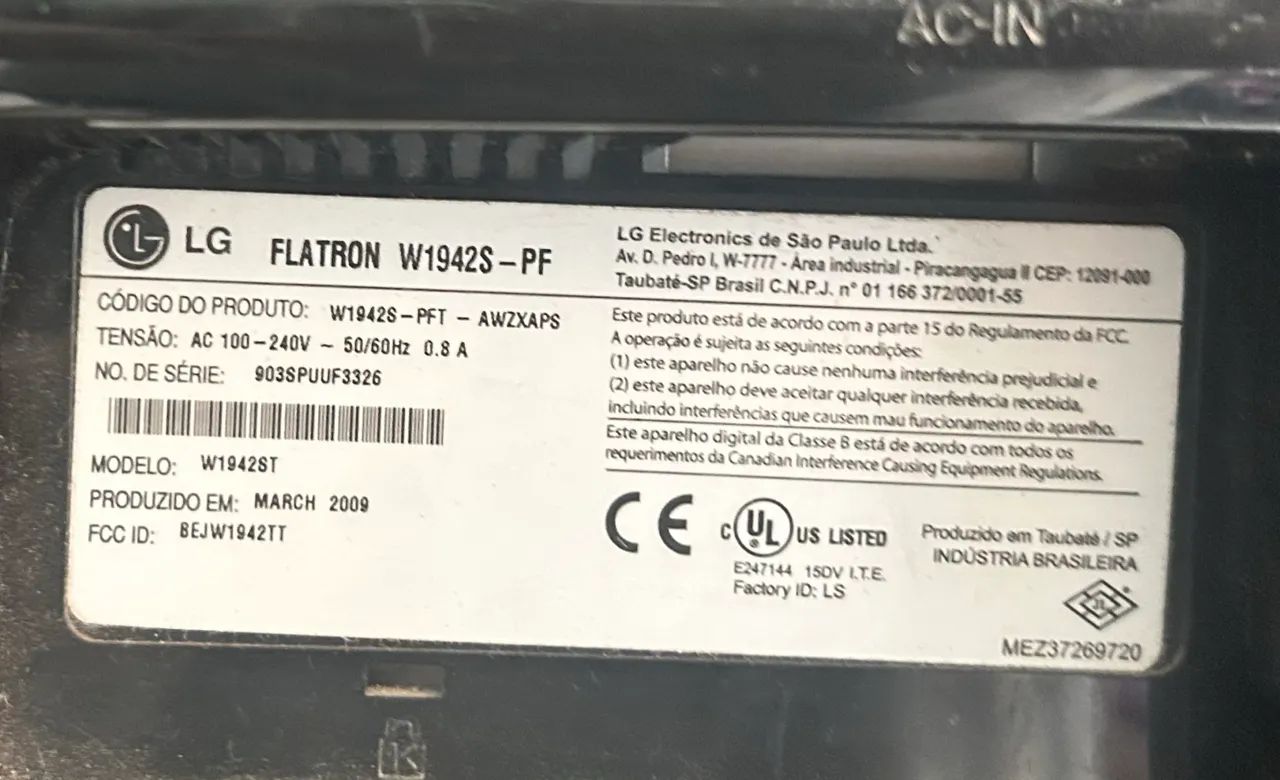 AC-IN
LG FLATRON W1942S-PF
LG Electronics de São Paulo Ltda.
Av. D. Pedro I, W-7777 - Área industrial - Piracangagua II CEP: 12091-000
Taubaté-SP Brasil C.N.P.J. n° 01 166 372/0001-55
CÓDIGO DO PRODUTO: W1942S-PFT - AWZXAPS
TENSÃO: AC 100-240V ~ 50/60Hz 0.8 A
NO. DE SÉRIE: 903SPUUF3326
MODELO: W1942ST
PRODUZIDO EM: MARCH 2009
FCC ID: BEJW1942TT
Este produto está de acordo com a parte 15 do Regulamento da FCC.
A operação é sujeita as seguintes condições:
(1) este aparelho não cause nenhuma interferência prejudicial e
(2) este aparelho deve aceitar qualquer interferência recebida,
incluindo interferências que causem mau funcionamento do aparelho.
Este aparelho digital da Classe B está de acordo com todos os
requerimentos da Canadian Interference Causing Equipment Regulations.
CE c UL US LISTED
E247144 15DV I.T.E.
Factory ID: LS
Produzido em Taubaté / SP
INDÚSTRIA BRASILEIRA
MEZ37269720
K